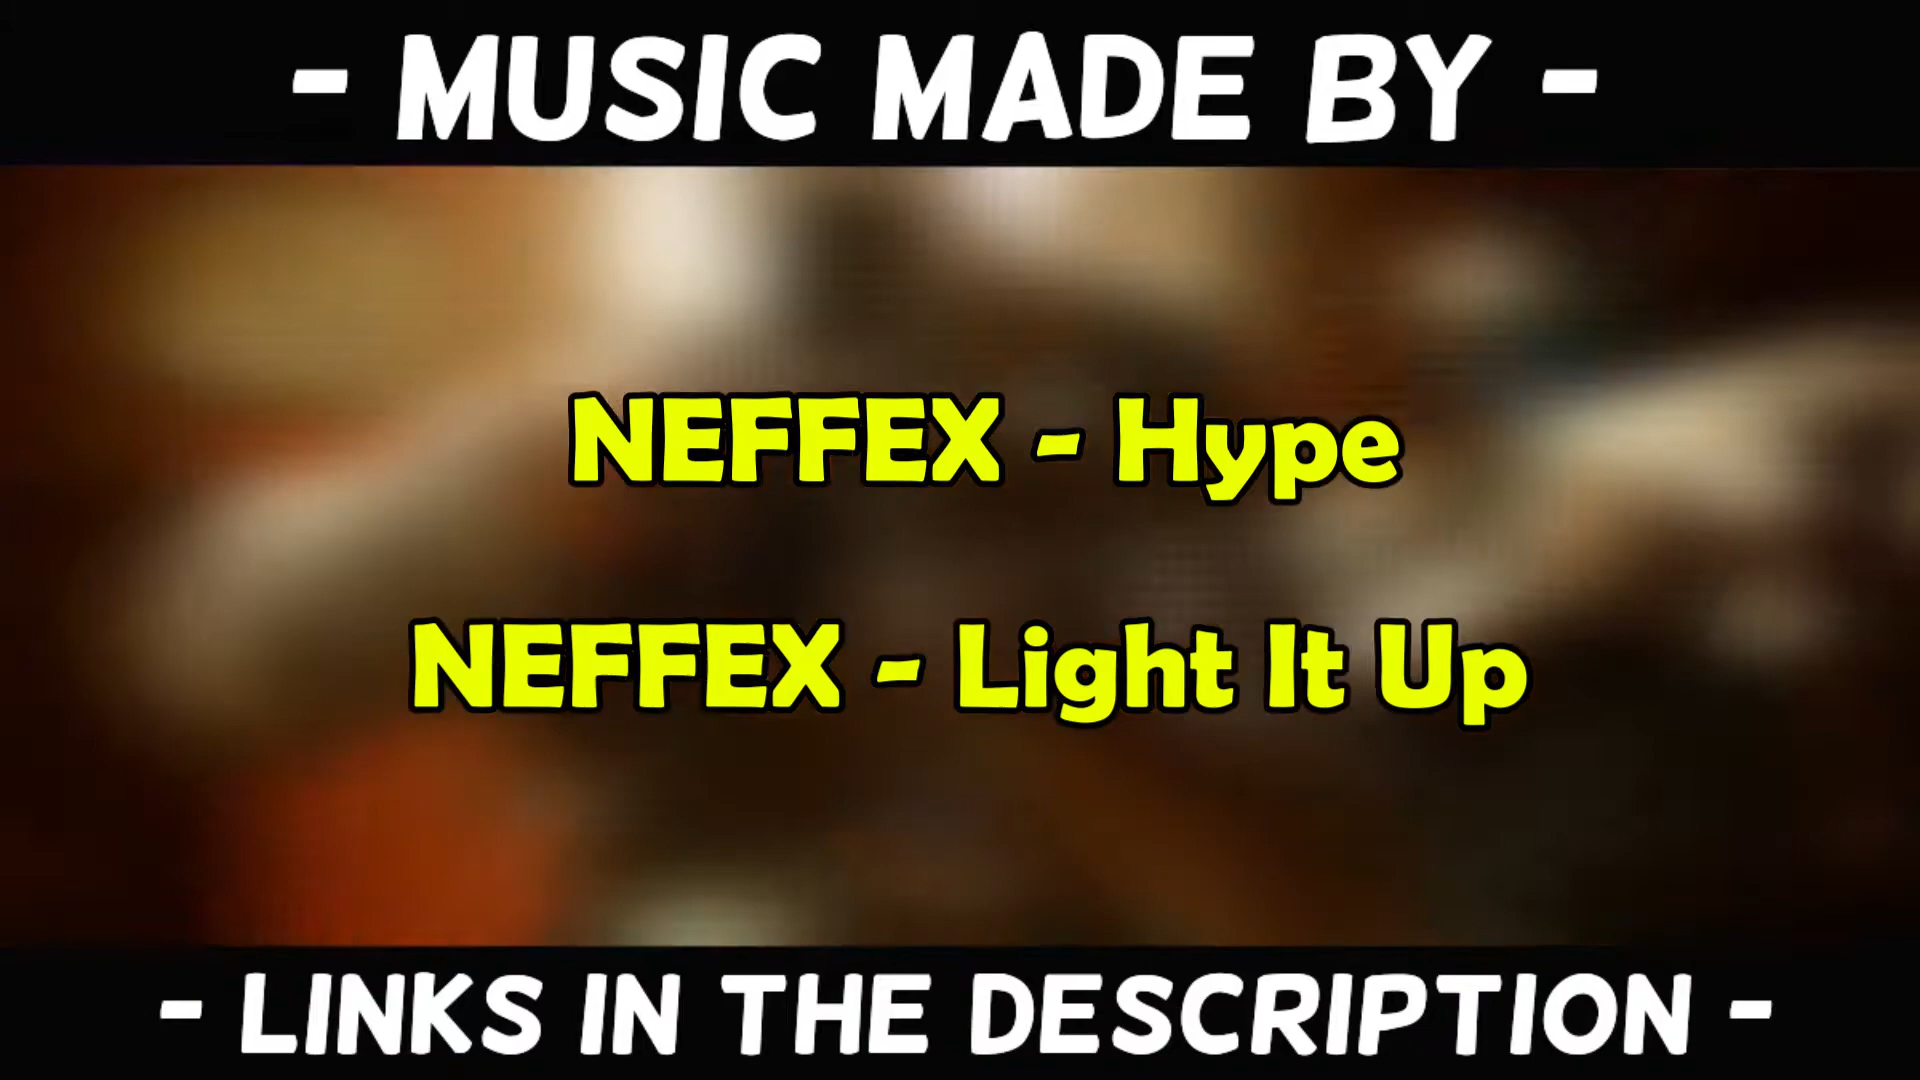 - MUSIC MADE BY -
NEFFEX - Hype
NEFFEX - Light It Up
- LINKS IN THE DESCRIPTION -